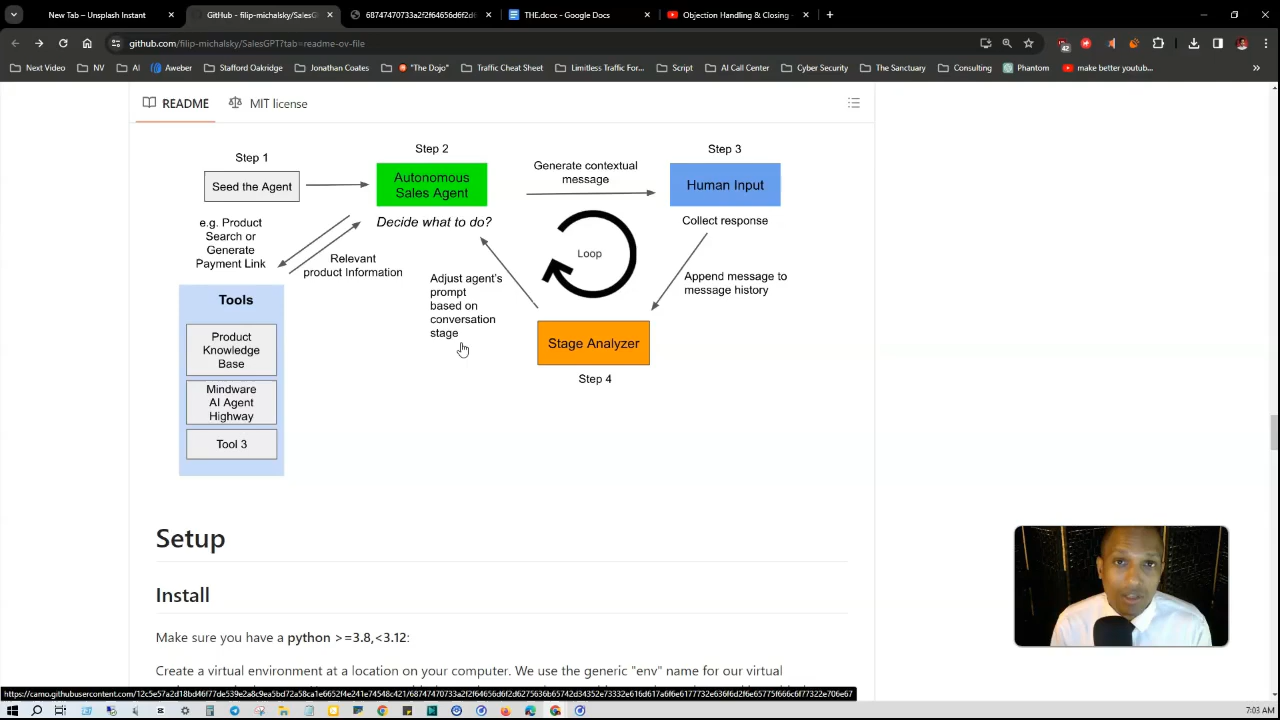 New Tab – Unsplash Instant
GitHub - filip-michalsky/SalesG
68747470733a2f2f64656d6f2d6
THE.docx - Google Docs
Objection Handling & Closing -
github.com/filip-michalsky/SalesGPT?tab=readme-ov-file
42
Next Video
NV
AI
Aweber
Stafford Oakridge
Jonathan Coates
"The Dojo"
Traffic Cheat Sheet
Limitless Traffic For...
Script
AI Call Center
Cyber Security
The Sanctuary
Consulting
Phantom
make better youtub...
README
MIT license
Step 1
Seed the Agent
Step 2
Autonomous
Sales Agent
Decide what to do?
Generate contextual
message
Step 3
Human Input
Collect response
e.g. Product
Search or
Generate
Payment Link
Relevant
product Information
Loop
Append message to
message history
Adjust agent's
prompt
based on
conversation
stage
Stage Analyzer
Step 4
Tools
Product
Knowledge
Base
Mindware
AI Agent
Highway
Tool 3
Setup
Install
Make sure you have a python >=3.8,<3.12:
Create a virtual environment at a location on your computer. We use the generic "env" name for our virtual
7:03 AM